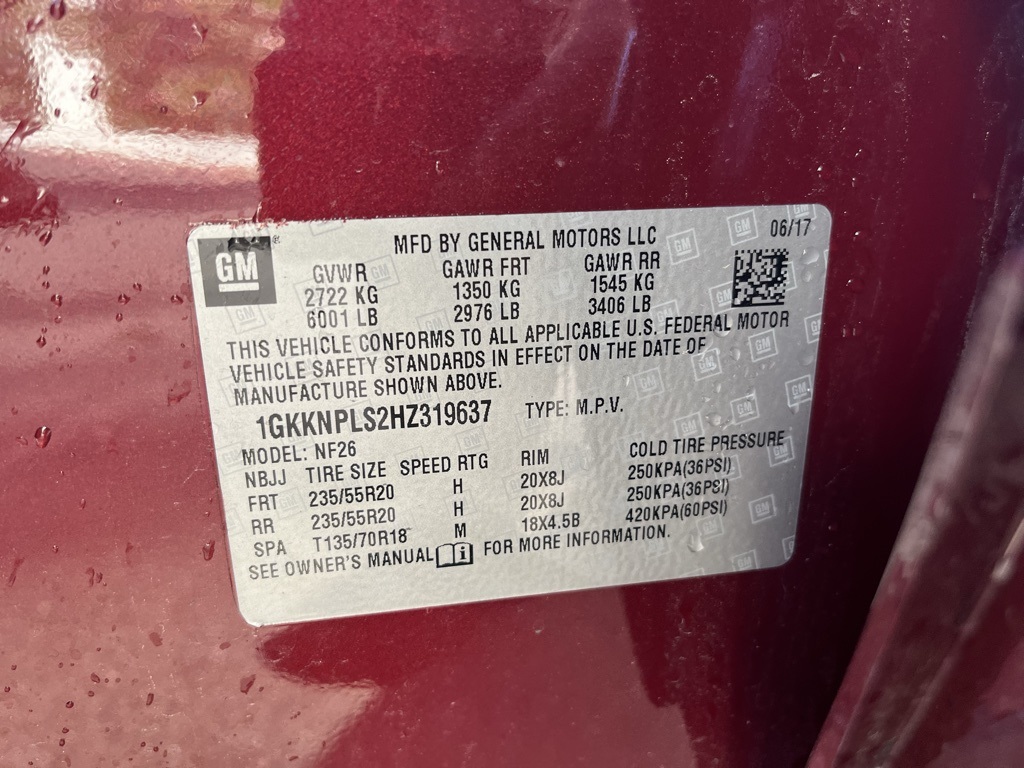 GM
MFD BY GENERAL MOTORS LLC 06/17
GVWR GAWR FRT GAWR RR
2722 KG 1350 KG 1545 KG
6001 LB 2976 LB 3406 LB
THIS VEHICLE CONFORMS TO ALL APPLICABLE U.S. FEDERAL MOTOR
VEHICLE SAFETY STANDARDS IN EFFECT ON THE DATE OF
MANUFACTURE SHOWN ABOVE.
1GKKNPLS2HZ319637 TYPE: M.P.V.
MODEL: NF26
NBJJ TIRE SIZE SPEED RTG RIM COLD TIRE PRESSURE
FRT 235/55R20 H 20X8J 250KPA(36PSI)
RR 235/55R20 H 20X8J 250KPA(36PSI)
SPA T135/70R18 M 18X4.5B 420KPA(60PSI)
SEE OWNER'S MANUAL FOR MORE INFORMATION.